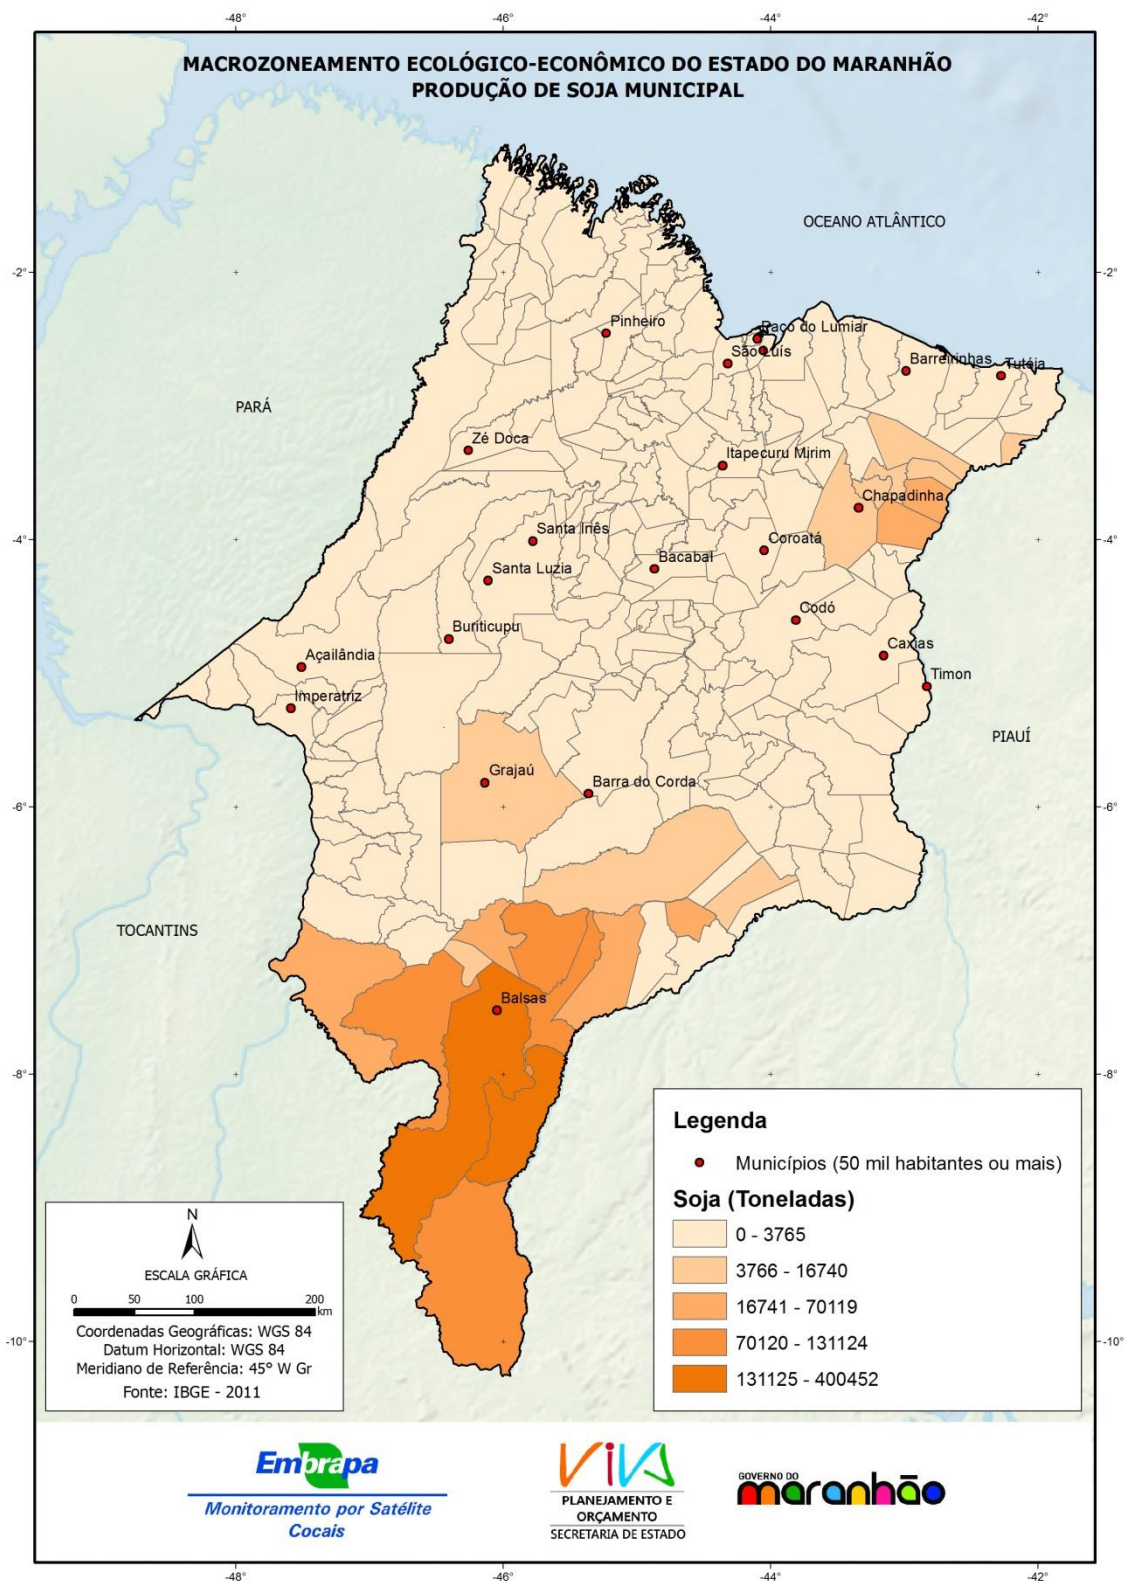 -48° -46° -44° -42°
MACROZONEAMENTO ECOLÓGICO-ECONÔMICO DO ESTADO DO MARANHÃO
PRODUÇÃO DE SOJA MUNICIPAL
OCEANO ATLÂNTICO
-2° -2°
Pinheiro
Paço do Lumiar
São Luís
Barreirinhas
Tutóia
PARÁ
Zé Doca
Itapecuru Mirim
Chapadinha
Santa Inês
Coroatá
-4° -4°
Bacabal
Santa Luzia
Codó
Buriticupu
Caxias
Açailândia
Timon
Imperatriz
PIAUÍ
Grajaú
Barra do Corda
-6° -6°
TOCANTINS
Balsas
-8° -8°
Legenda
Municípios (50 mil habitantes ou mais)
Soja (Toneladas)
0 - 3765
3766 - 16740
16741 - 70119
70120 - 131124
131125 - 400452
N
ESCALA GRÁFICA
0 50 100 200
km
Coordenadas Geográficas: WGS 84
Datum Horizontal: WGS 84
Meridiano de Referência: 45° W Gr
Fonte: IBGE - 2011
-10° -10°
Embrapa
Monitoramento por Satélite
Cocais
VIVA
PLANEJAMENTO E
ORÇAMENTO
SECRETARIA DE ESTADO
GOVERNO DO
maranhão
-48° -46° -44° -42°